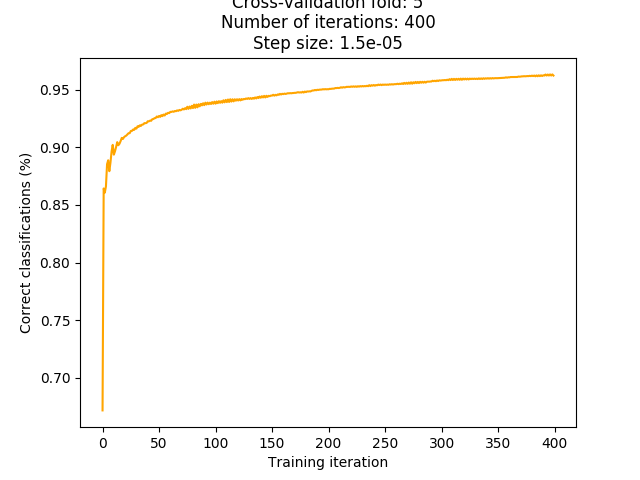 Cross-validation fold: 5
Number of iterations: 400
Step size: 1.5e-05
0.95
0.90
0.85
0.80
0.75
0.70
Correct classifications (%)
0 50 100 150 200 250 300 350 400
Training iteration